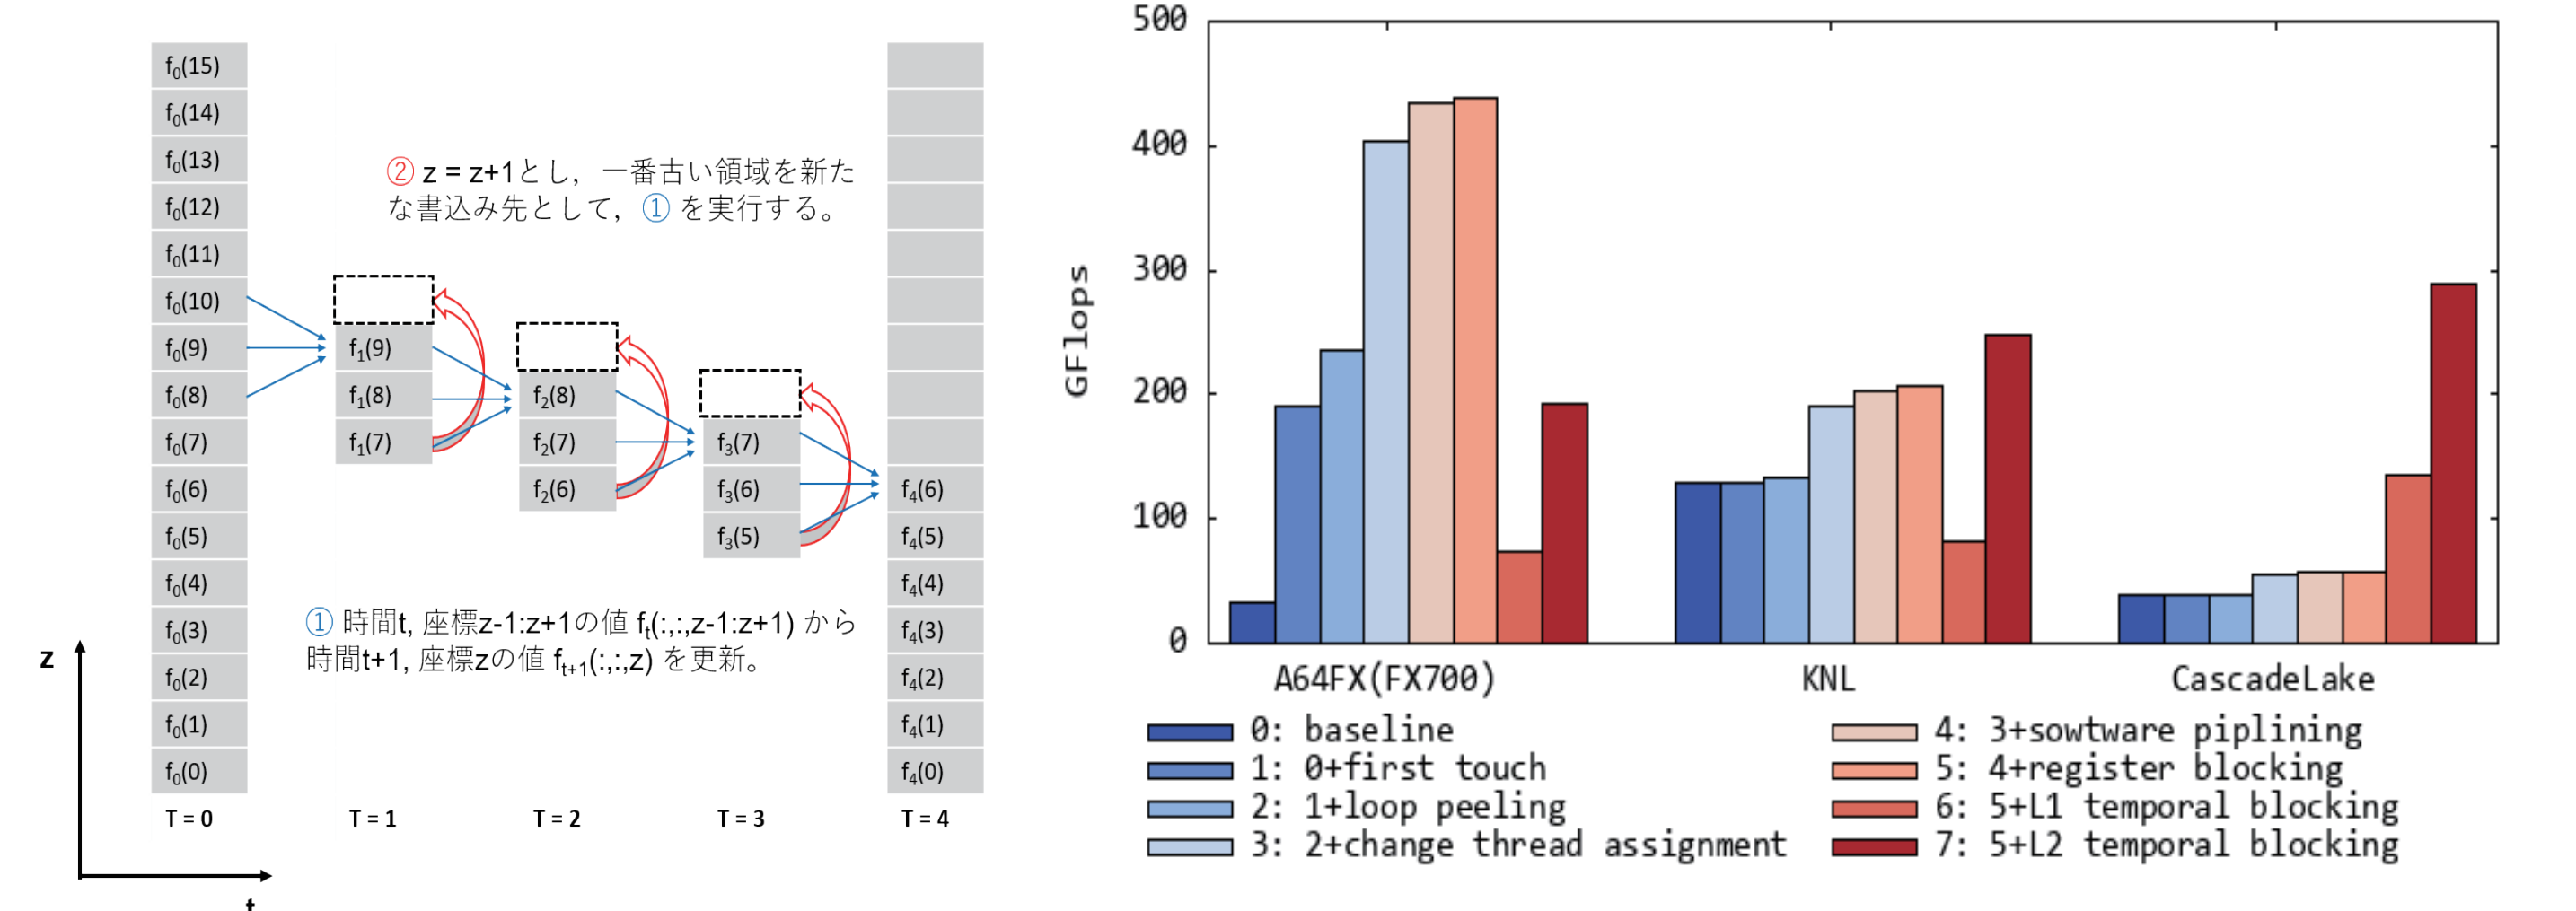 f0(15)
f0(14)
f0(13)
f0(12)
f0(11)
f0(10)
f0(9)
f0(8)
f0(7)
f0(6)
f0(5)
f0(4)
f0(3)
f0(2)
f0(1)
f0(0)
② z = z+1とし，一番古い領域を新た
な書込み先として，① を実行する。
f1(9)
f1(8)
f1(7)
f2(8)
f2(7)
f2(6)
f3(7)
f3(6)
f3(5)
f4(6)
f4(5)
f4(4)
f4(3)
f4(2)
f4(1)
f4(0)
① 時間t, 座標z-1:z+1の値 ft(:,:,z-1:z+1) から
時間t+1, 座標zの値 ft+1(:,:,z) を更新。
z
T = 0
T = 1
T = 2
T = 3
T = 4
t
GFlops
500
400
300
200
100
0
A64FX(FX700)
KNL
CascadeLake
0: baseline
1: 0+first touch
2: 1+loop peeling
3: 2+change thread assignment
4: 3+sowtware piplining
5: 4+register blocking
6: 5+L1 temporal blocking
7: 5+L2 temporal blocking